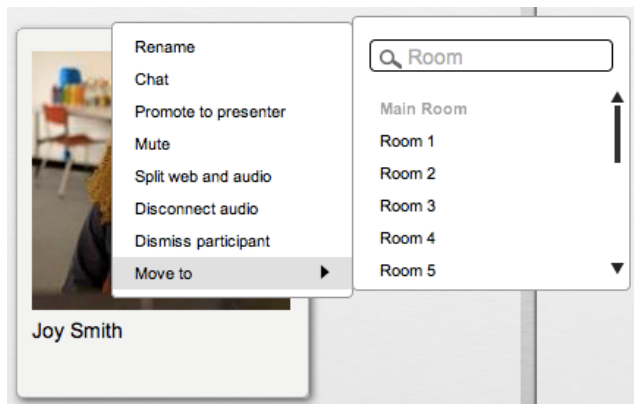 Rename
Chat
Promote to presenter
Mute
Split web and audio
Disconnect audio
Dismiss participant
Move to
Room
Main Room
Room 1
Room 2
Room 3
Room 4
Room 5
Joy Smith